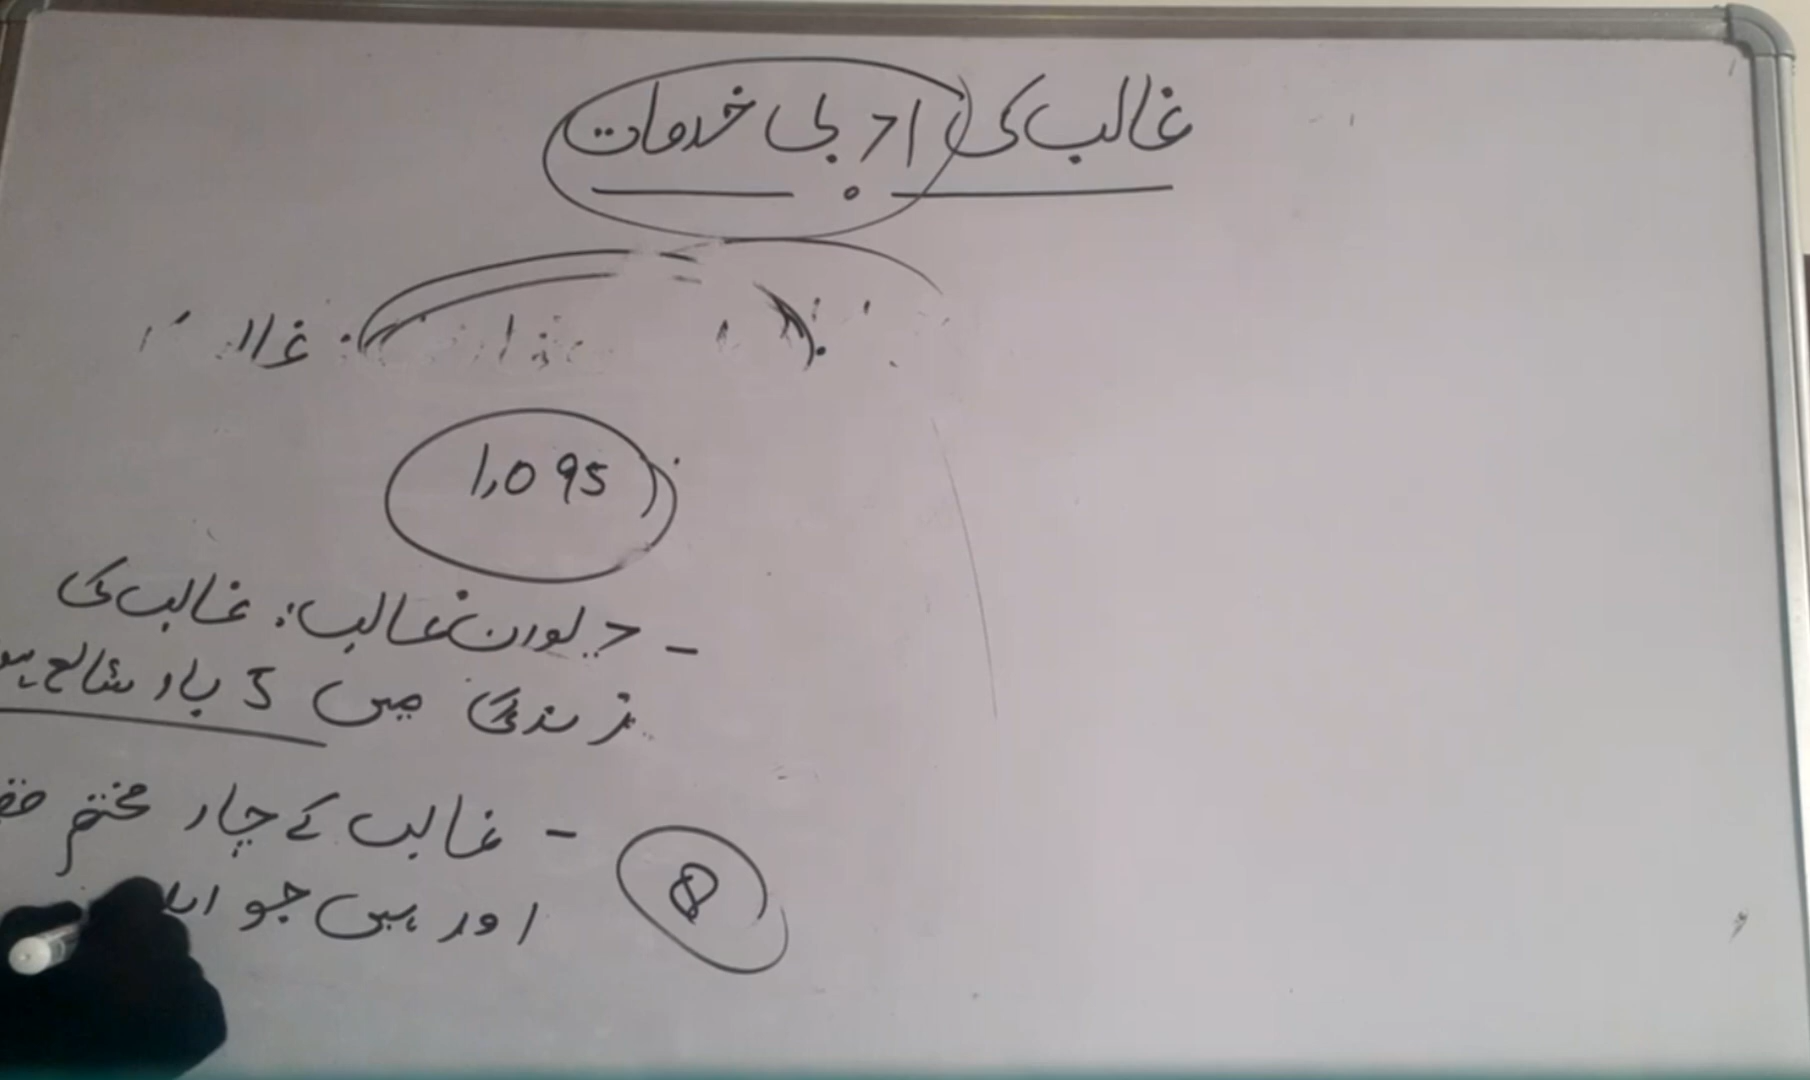 غالب کی ادبی خدمات
1,095
- دیوان غالب: غالب کی
زندگی میں 5 بار شائع
- غالب کے چار مختصر
8
اور ہیں جو